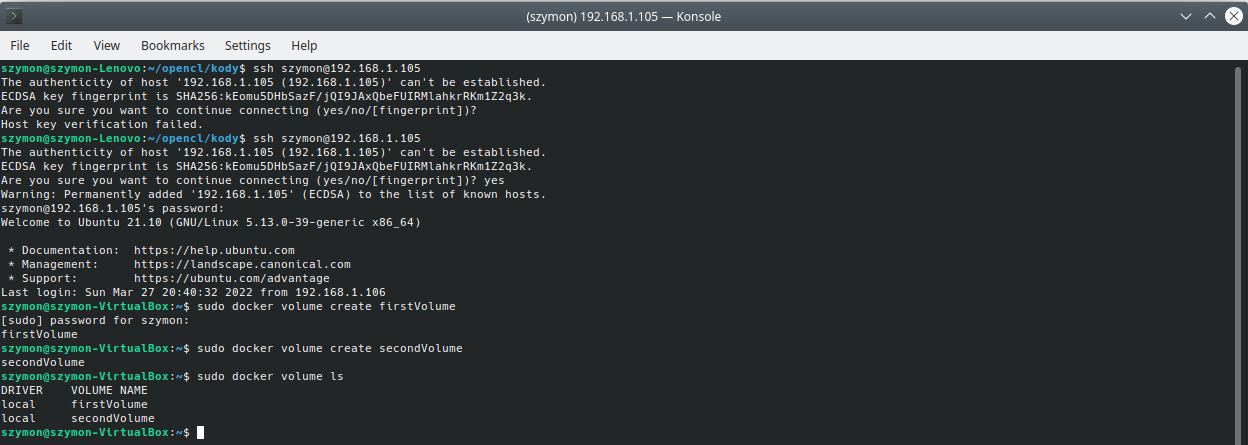 (szymon) 192.168.1.105 — Konsole
File Edit View Bookmarks Settings Help
szymon@szymon-Lenovo:~/opencl/kody$ ssh szymon@192.168.1.105
The authenticity of host '192.168.1.105 (192.168.1.105)' can't be established.
ECDSA key fingerprint is SHA256:kEomu5DHbSazF/jQI9JAxQbeFUIRMlahkrRKm1Z2q3k.
Are you sure you want to continue connecting (yes/no/[fingerprint])?
Host key verification failed.
szymon@szymon-Lenovo:~/opencl/kody$ ssh szymon@192.168.1.105
The authenticity of host '192.168.1.105 (192.168.1.105)' can't be established.
ECDSA key fingerprint is SHA256:kEomu5DHbSazF/jQI9JAxQbeFUIRMlahkrRKm1Z2q3k.
Are you sure you want to continue connecting (yes/no/[fingerprint])? yes
Warning: Permanently added '192.168.1.105' (ECDSA) to the list of known hosts.
szymon@192.168.1.105's password:
Welcome to Ubuntu 21.10 (GNU/Linux 5.13.0-39-generic x86_64)
* Documentation: https://help.ubuntu.com
* Management: https://landscape.canonical.com
* Support: https://ubuntu.com/advantage
Last login: Sun Mar 27 20:40:32 2022 from 192.168.1.106
szymon@szymon-VirtualBox:~$ sudo docker volume create firstVolume
[sudo] password for szymon:
firstVolume
szymon@szymon-VirtualBox:~$ sudo docker volume create secondVolume
secondVolume
szymon@szymon-VirtualBox:~$ sudo docker volume ls
DRIVER VOLUME NAME
local firstVolume
local secondVolume
szymon@szymon-VirtualBox:~$